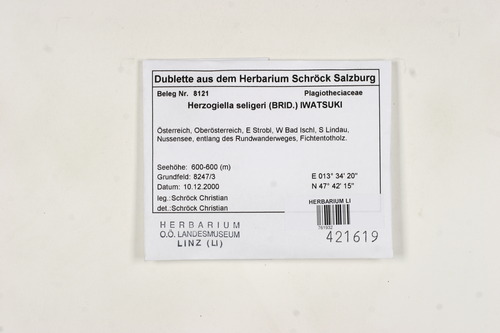 Dublette aus dem Herbarium Schröck Salzburg
Beleg Nr. 8121 Plagiotheciaceae
Herzogiella seligeri (BRID.) IWATSUKI
Österreich, Oberösterreich, E Strobl, W Bad Ischl, S Lindau,
Nussensee, entlang des Rundwanderweges, Fichtentotholz.
Seehöhe: 600-600 (m)
Grundfeld: 8247/3 E 013° 34' 20"
Datum: 10.12.2000 N 47° 42' 15"
leg.:Schröck Christian
det.:Schröck Christian
HERBARIUM LI
761932
HERBARIUM
O.Ö. LANDESMUSEUM
LINZ (LI)
421619